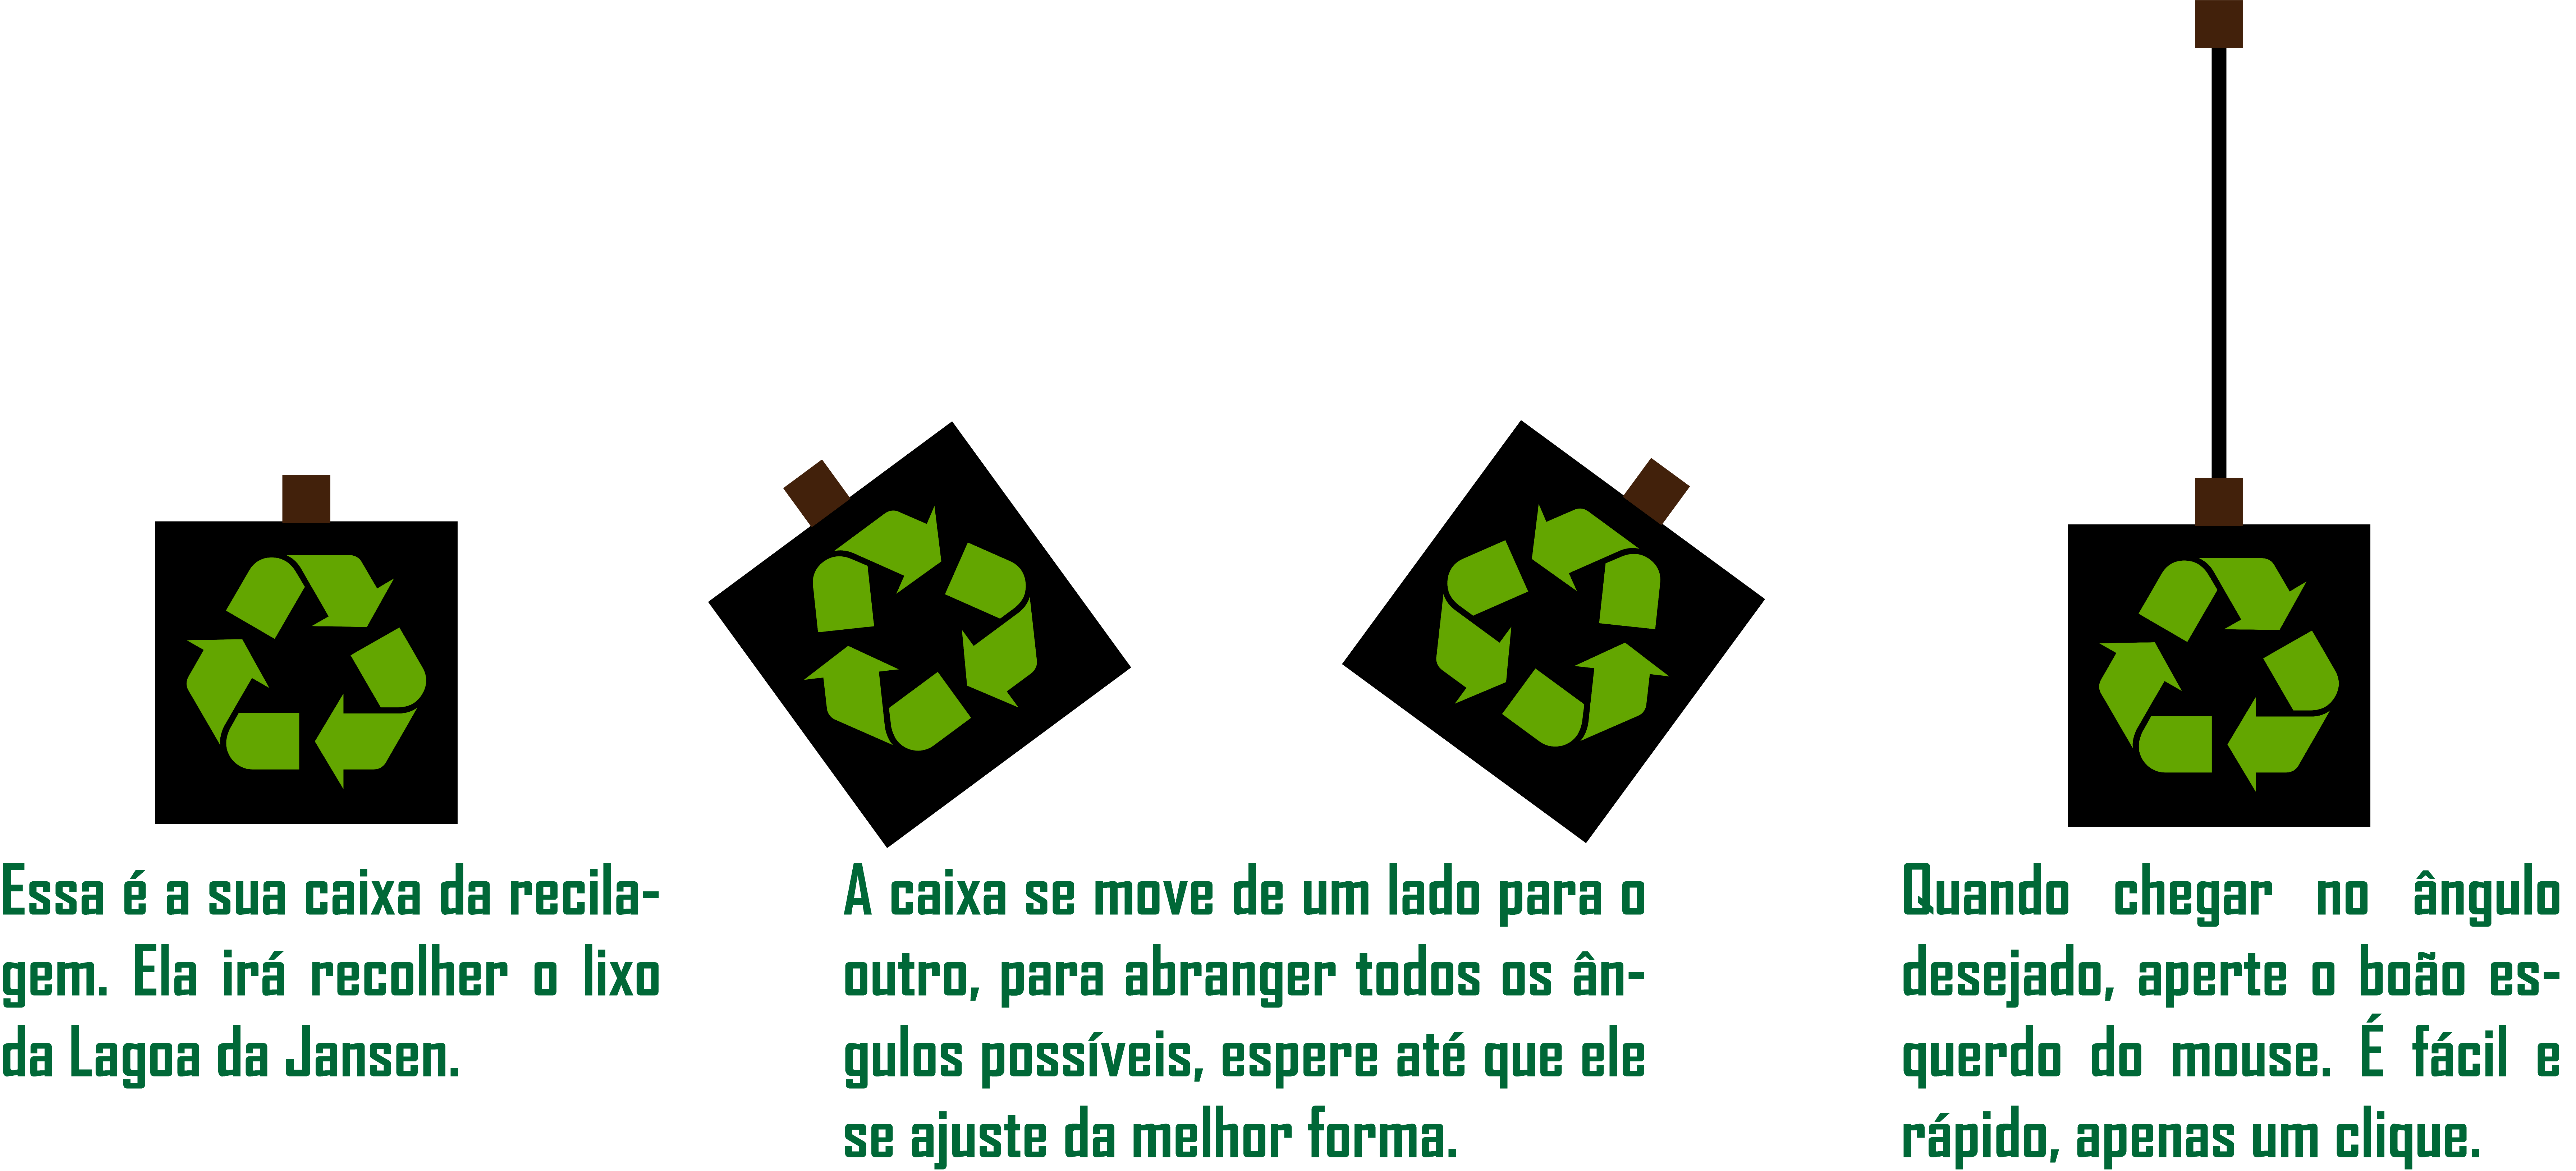 Essa é a sua caixa da recila-
gem. Ela irá recolher o lixo
da Lagoa da Jansen.
A caixa se move de um lado para o
outro, para abranger todos os ân-
gulos possíveis, espere até que ele
se ajuste da melhor forma.
Quando chegar no ângulo
desejado, aperte o boão es-
querdo do mouse. É fácil e
rápido, apenas um clique.